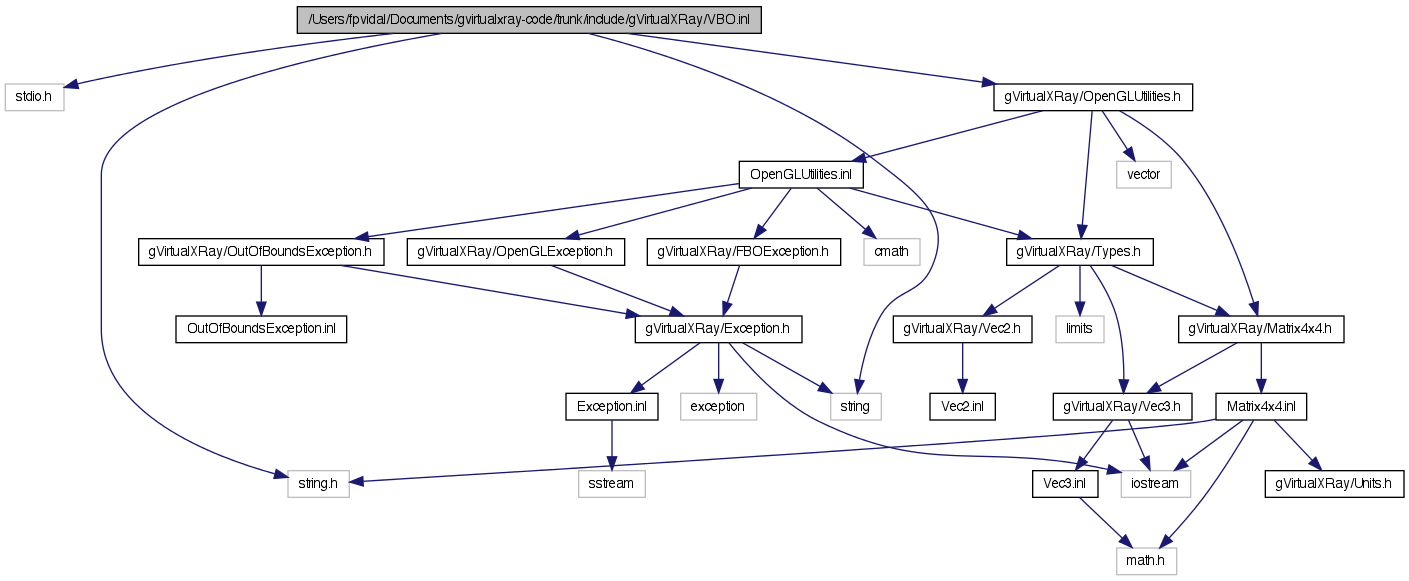 /Users/fpvidal/Documents/gvirtualxray-code/trunk/include/gVirtualXRay/VBO.inl
stdio.h
gVirtualXRay/OpenGLUtilities.h
OpenGLUtilities.inl
vector
gVirtualXRay/OutOfBoundsException.h
gVirtualXRay/OpenGLException.h
gVirtualXRay/FBOException.h
cmath
gVirtualXRay/Types.h
OutOfBoundsException.inl
gVirtualXRay/Exception.h
gVirtualXRay/Vec2.h
limits
gVirtualXRay/Matrix4x4.h
Exception.inl
exception
string
Vec2.inl
gVirtualXRay/Vec3.h
Matrix4x4.inl
string.h
sstream
Vec3.inl
iostream
gVirtualXRay/Units.h
math.h